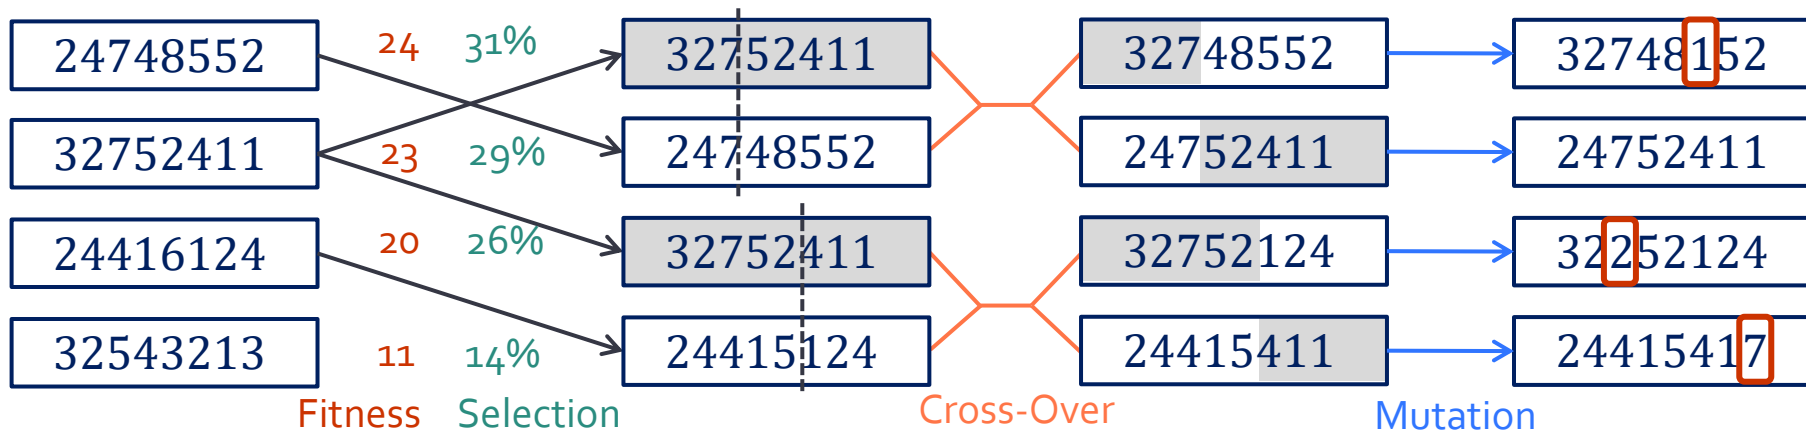 24748552 24 31% 32752411 32748552 32748152
32752411 23 29% 24748552 24752411 24752411
24416124 20 26% 32752411 32752124 32252124
32543213 11 14% 24415124 24415411 24415417
Fitness Selection Cross-Over Mutation